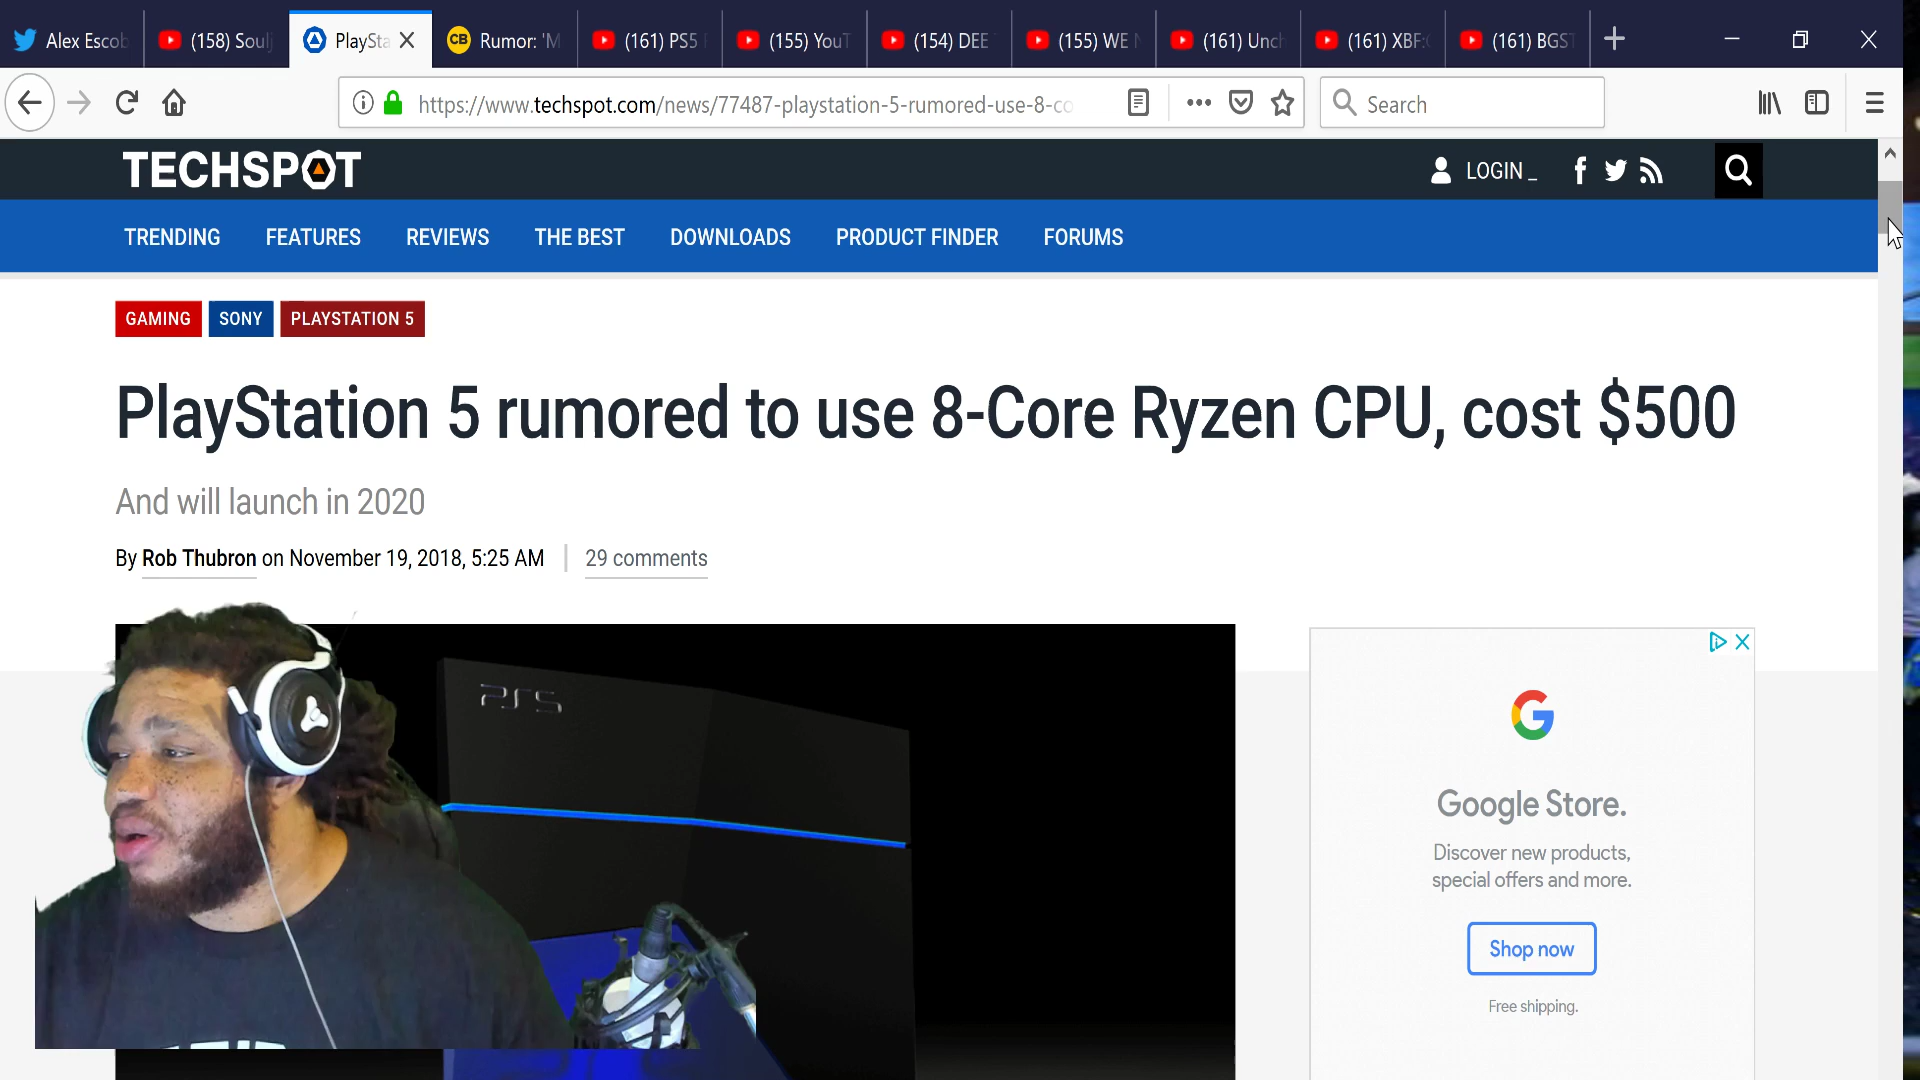 Alex Escob
(158) Soulj
PlaySta
CB
Rumor: 'M
(161) PS5
(155) YouT
(154) DEE
(155) WE
(161) Unch
(161) XBF:
(161) BGST
https://www.techspot.com/news/77487-playstation-5-rumored-use-8-co
Search
TECHSPOT
LOGIN _
TRENDING FEATURES REVIEWS THE BEST DOWNLOADS PRODUCT FINDER FORUMS
GAMING SONY PLAYSTATION 5
PlayStation 5 rumored to use 8-Core Ryzen CPU, cost $500
And will launch in 2020
By Rob Thubron on November 19, 2018, 5:25 AM
29 comments
PS5
Google Store.
Discover new products,
special offers and more.
Shop now
Free shipping.